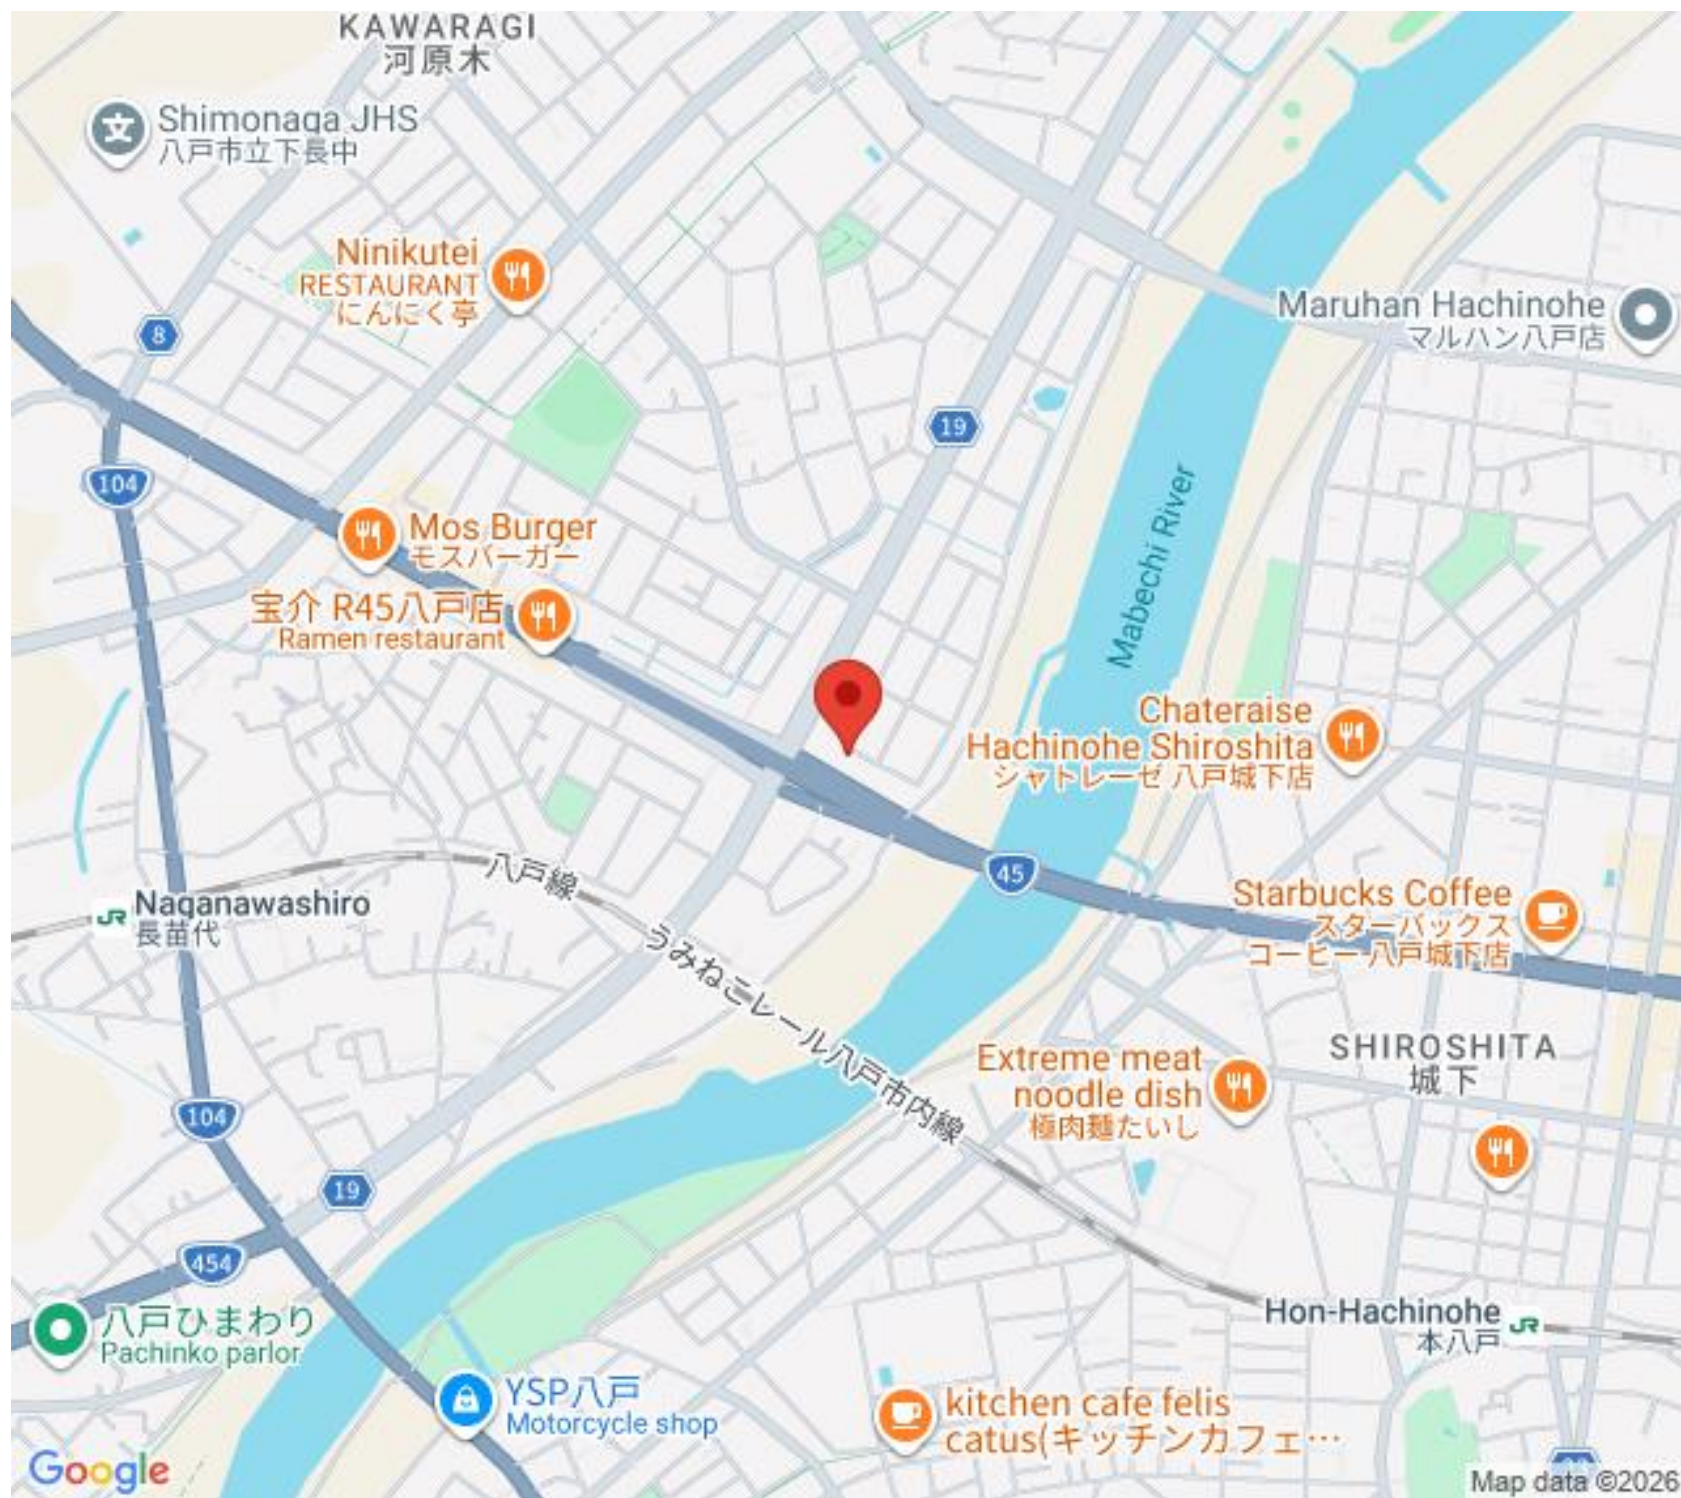 KAWARAGI
河原木
Shimonaga JHS
八戸市立下長中
Ninikutei
RESTAURANT
にんにく亭
8
Maruhan Hachinohe
マルハン八戸店
19
104
Mos Burger
モスバーガー
宝介 R45八戸店
Ramen restaurant
Mabechi River
Chateraise
Hachinohe Shiroshita
シャトレーゼ 八戸城下店
45
八戸線
Naganawashiro
長苗代
JR
Starbucks Coffee
スターバックス
コーヒー 八戸城下店
うみねこレール八戸市内線
SHIROSHITA
城下
Extreme meat
noodle dish
極肉麺たいし
104
19
454
八戸ひまわり
Pachinko parlor
Hon-Hachinohe
本八戸
JR
YSP八戸
Motorcycle shop
kitchen cafe felis
catus(キッチンカフェ…
Google
Map data ©2026